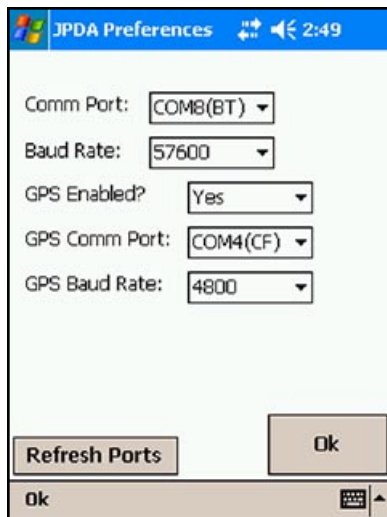 JPDA Preferences 2:49
Comm Port: COM8(BT)
Baud Rate: 57600
GPS Enabled? Yes
GPS Comm Port: COM4(CF)
GPS Baud Rate: 4800
Refresh Ports Ok
Ok